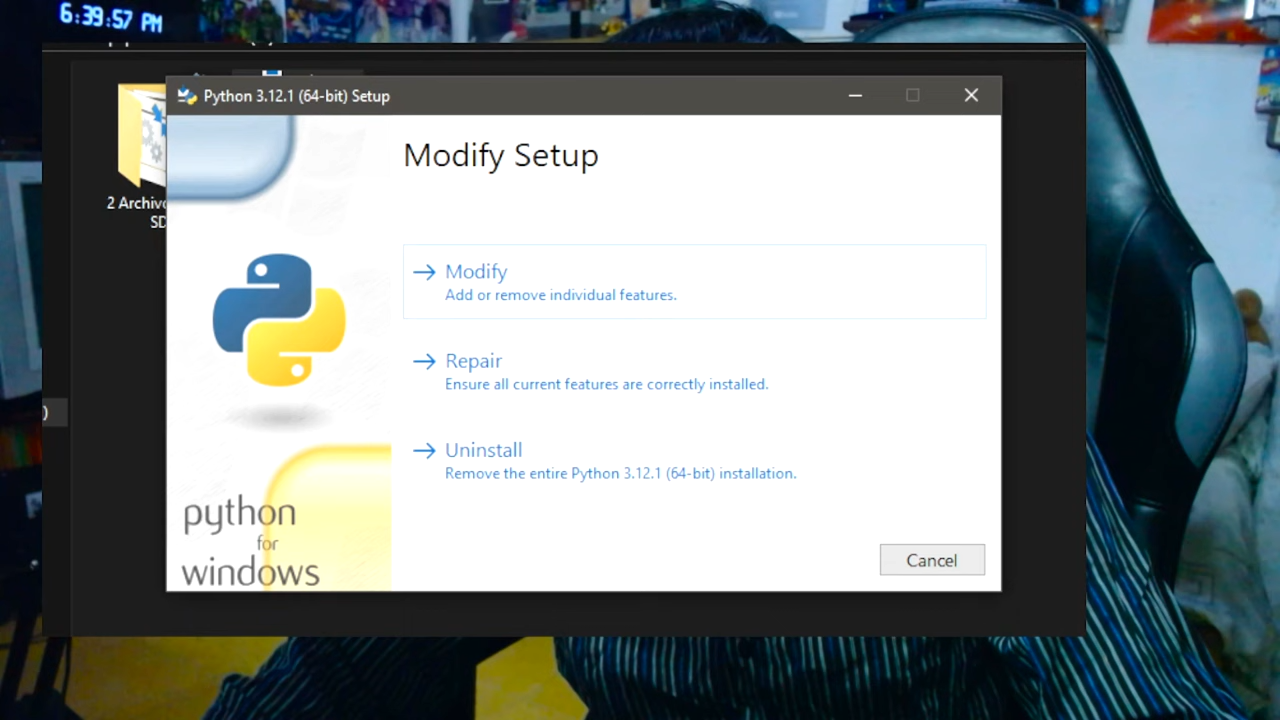 6:39:57 PM
Python 3.12.1 (64-bit) Setup
Modify Setup
2 Archivo
SD
Modify
Add or remove individual features.
Repair
Ensure all current features are correctly installed.
)
Uninstall
Remove the entire Python 3.12.1 (64-bit) installation.
python
for
windows
Cancel